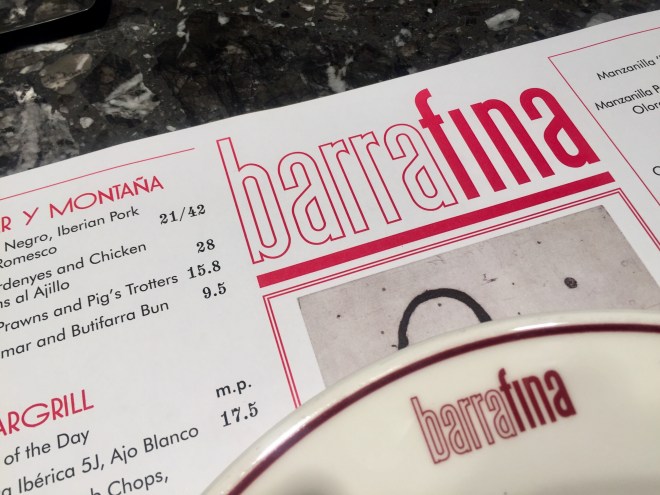 barrafina
R Y MONTAÑA
Negro, Iberian Pork
Romesco 21/42
rdenyes and Chicken
ns al Ajillo 28
Prawns and Pig's Trotters 15.8
mar and Butifarra Bun 9.5
ARGRILL
of the Day m.p.
Ibérica 5J, Ajo Blanco 17.5
Chops,
Manzanilla
Manzanilla P
Olor
barrafina